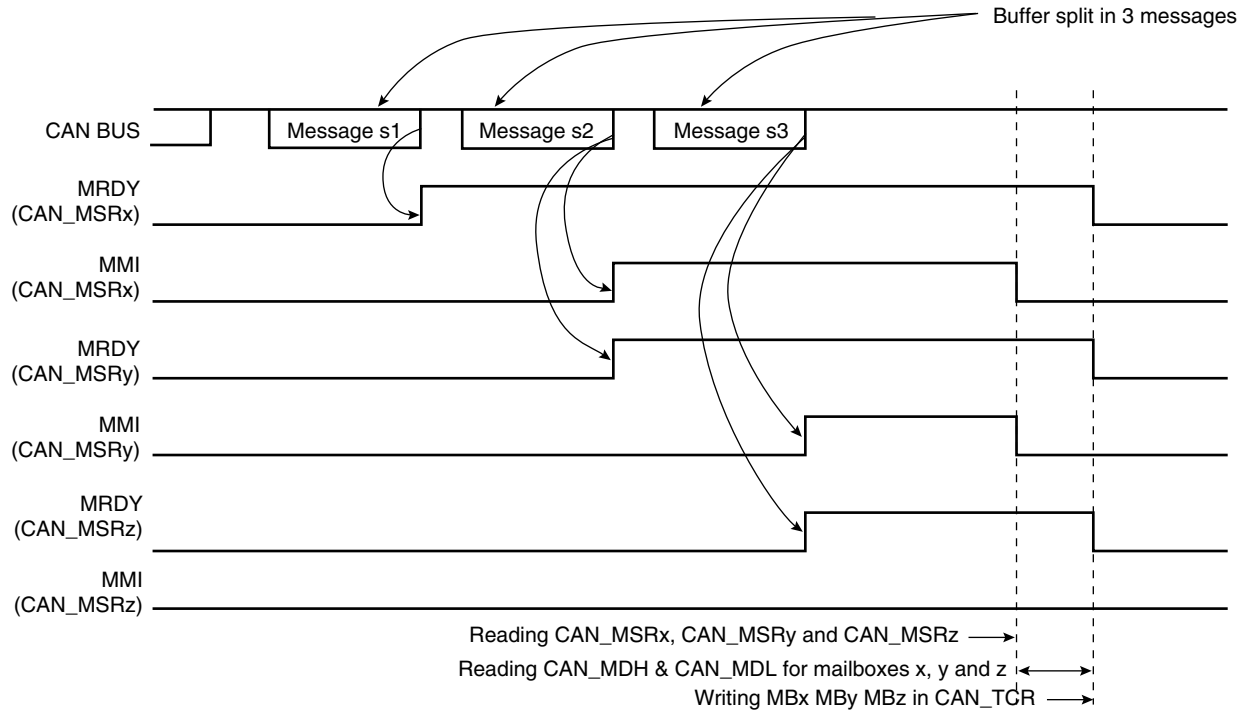 Buffer split in 3 messages
CAN BUS
Message s1
Message s2
Message s3
MRDY
(CAN_MSRx)
MMI
(CAN_MSRx)
MRDY
(CAN_MSRy)
MMI
(CAN_MSRy)
MRDY
(CAN_MSRz)
MMI
(CAN_MSRz)
Reading CAN_MSRx, CAN_MSRy and CAN_MSRz
Reading CAN_MDH & CAN_MDL for mailboxes x, y and z
Writing MBx MBy MBz in CAN_TCR